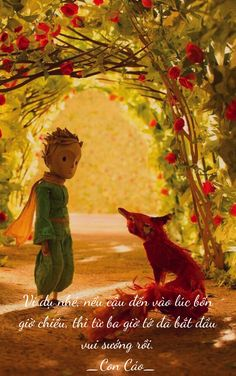 Ví dụ nhé, nếu cậu đến vào lúc bốn
giờ chiều, thì từ ba giờ tớ đã bắt đầu
vui sướng rồi.
_Con Cáo_